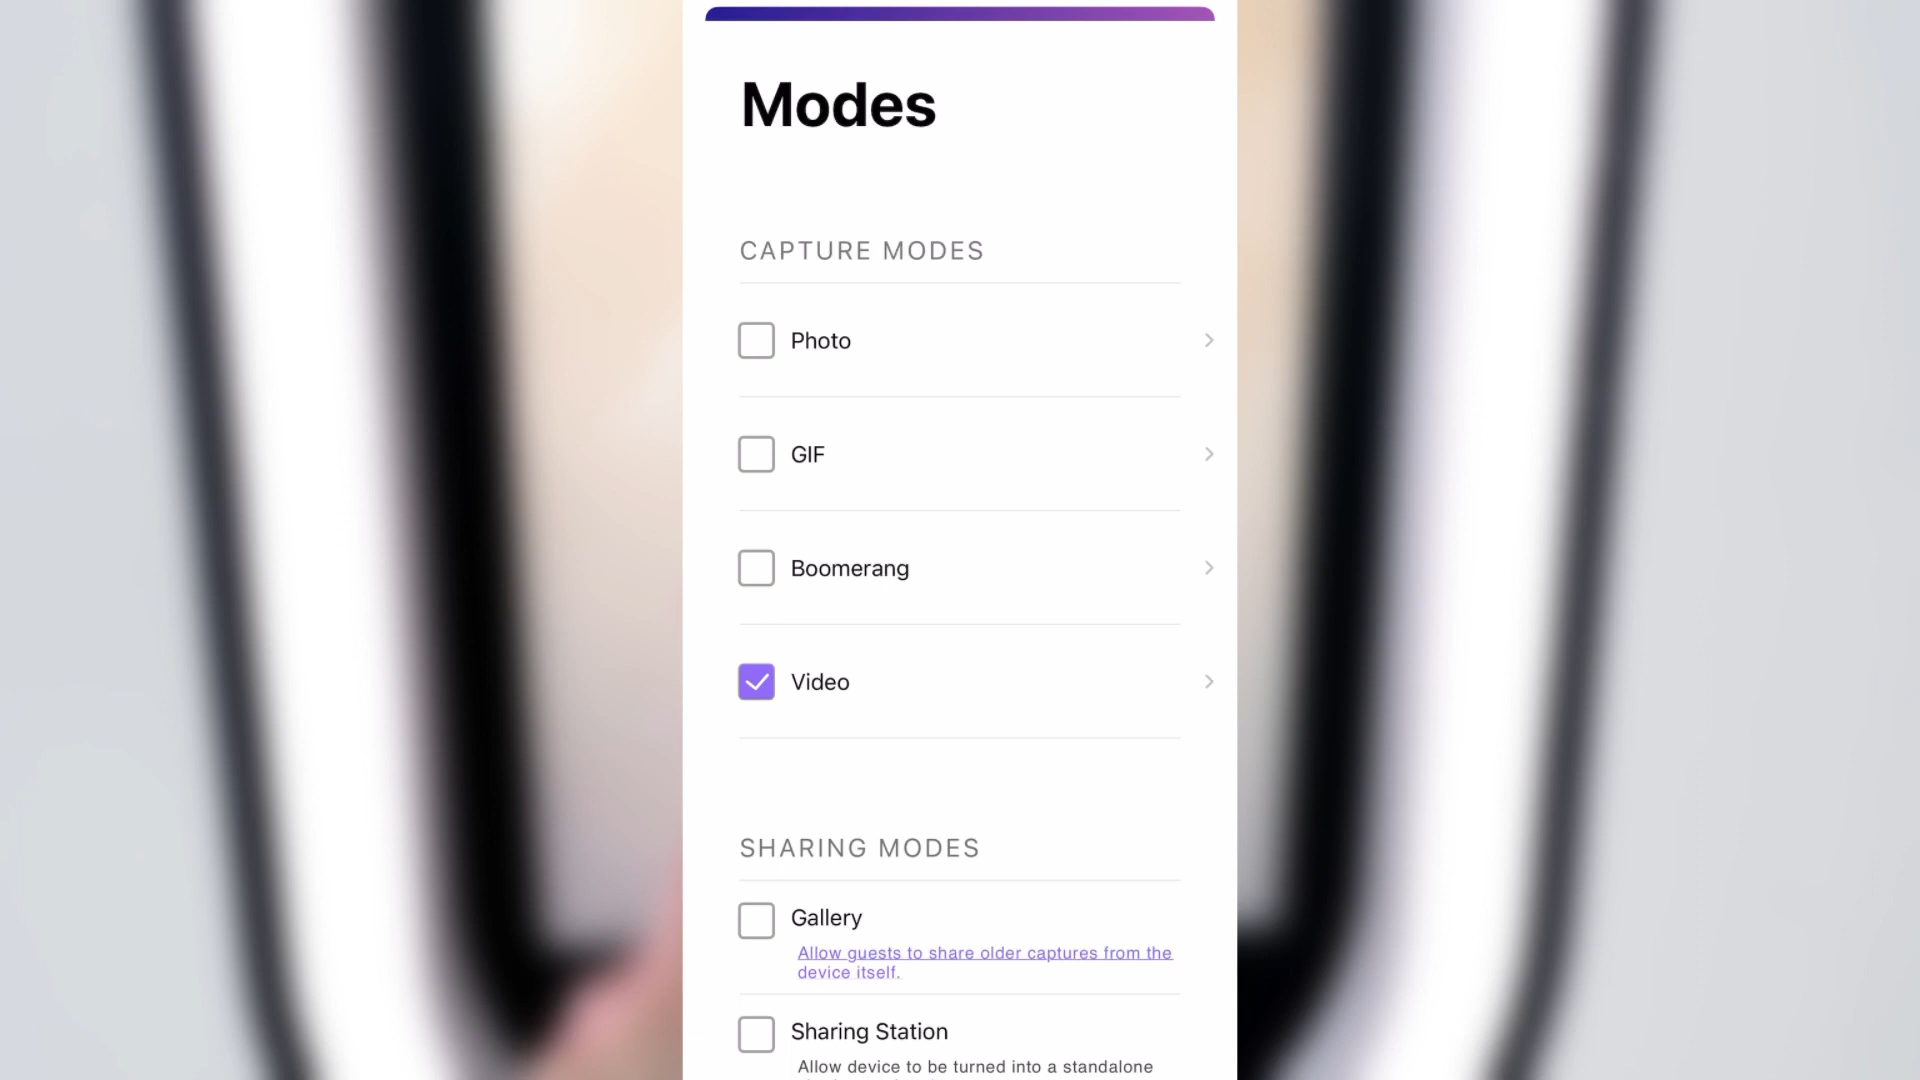 Modes
CAPTURE MODES
Photo
GIF
Boomerang
Video
SHARING MODES
Gallery
Allow guests to share older captures from the
device itself.
Sharing Station
Allow device to be turned into a standalone